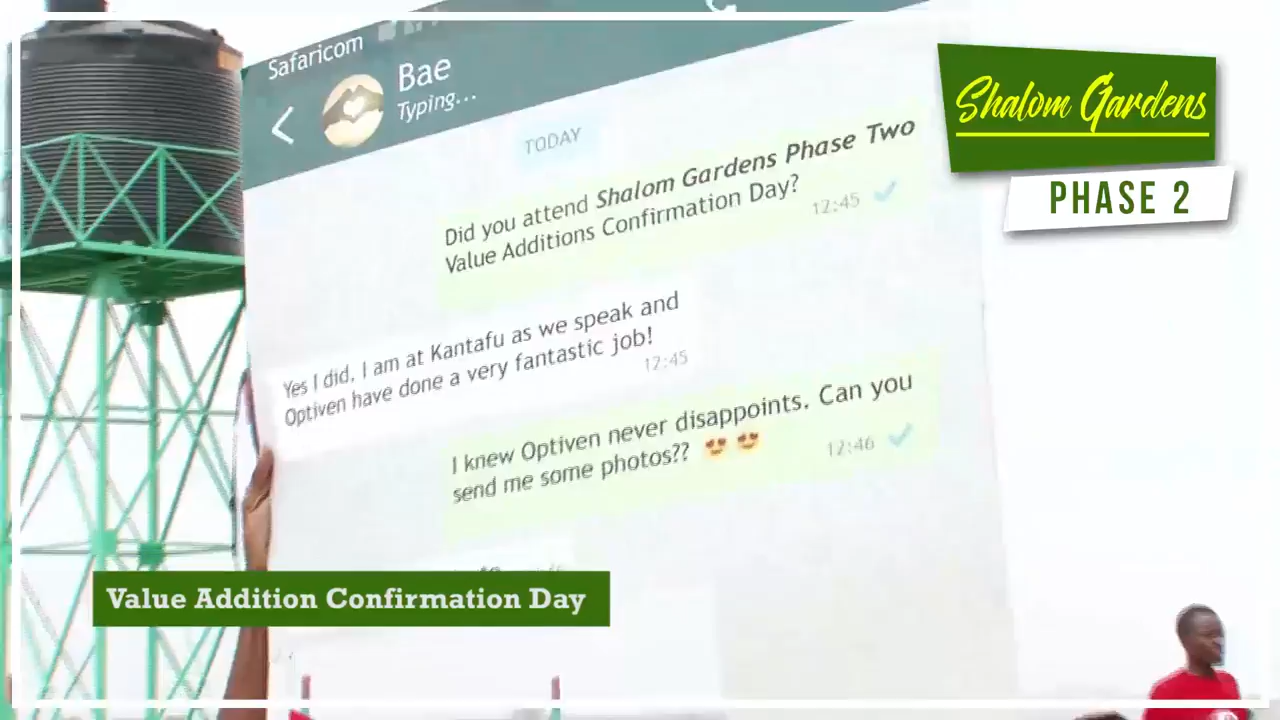 Safaricom
Bae
Typing...
TODAY
Did you attend Shalom Gardens Phase Two
Value Additions Confirmation Day?
12:45
Yes I did, I am at Kantafu as we speak and
Optiven have done a very fantastic job!
12:45
I knew Optiven never disappoints. Can you
send me some photos?? 😍 😍
12:46
Shalom Gardens
PHASE 2
Value Addition Confirmation Day